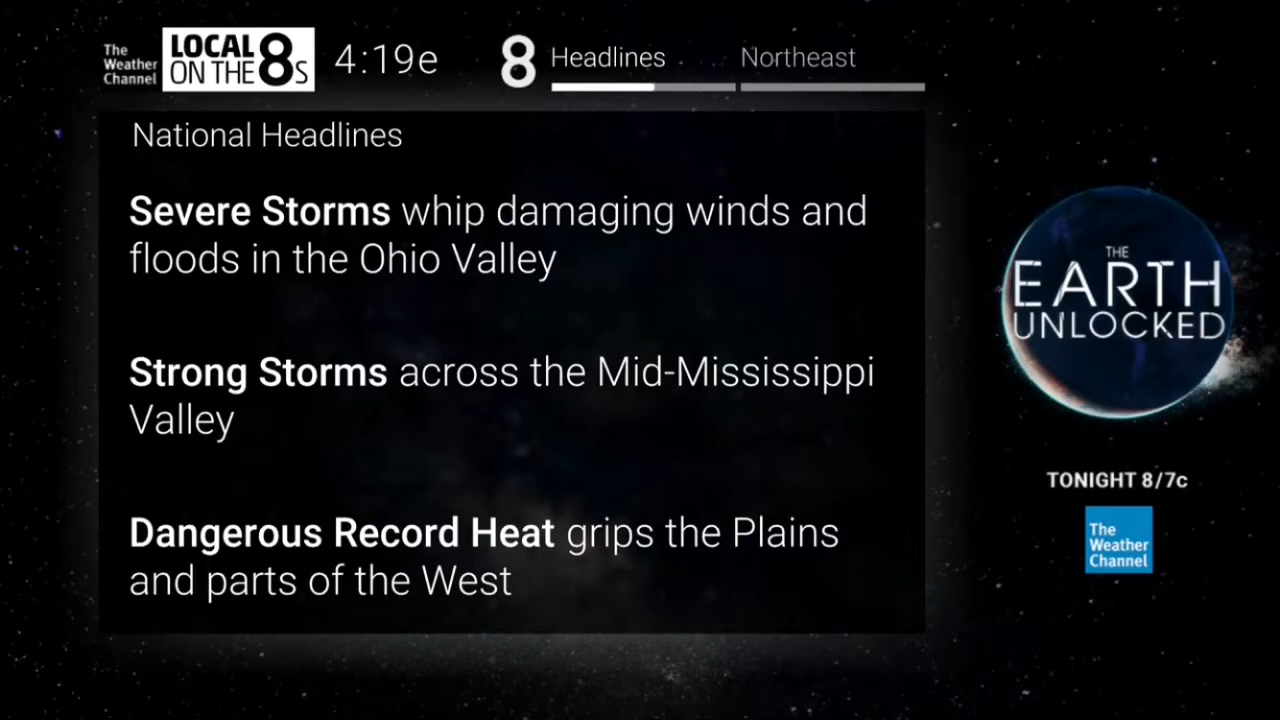 The
Weather
Channel
LOCAL
ON THE 8s
4:19e
8
Headlines
Northeast
National Headlines
Severe Storms whip damaging winds and
floods in the Ohio Valley
Strong Storms across the Mid-Mississippi
Valley
Dangerous Record Heat grips the Plains
and parts of the West
THE
EARTH
UNLOCKED
TONIGHT 8/7c
The
Weather
Channel